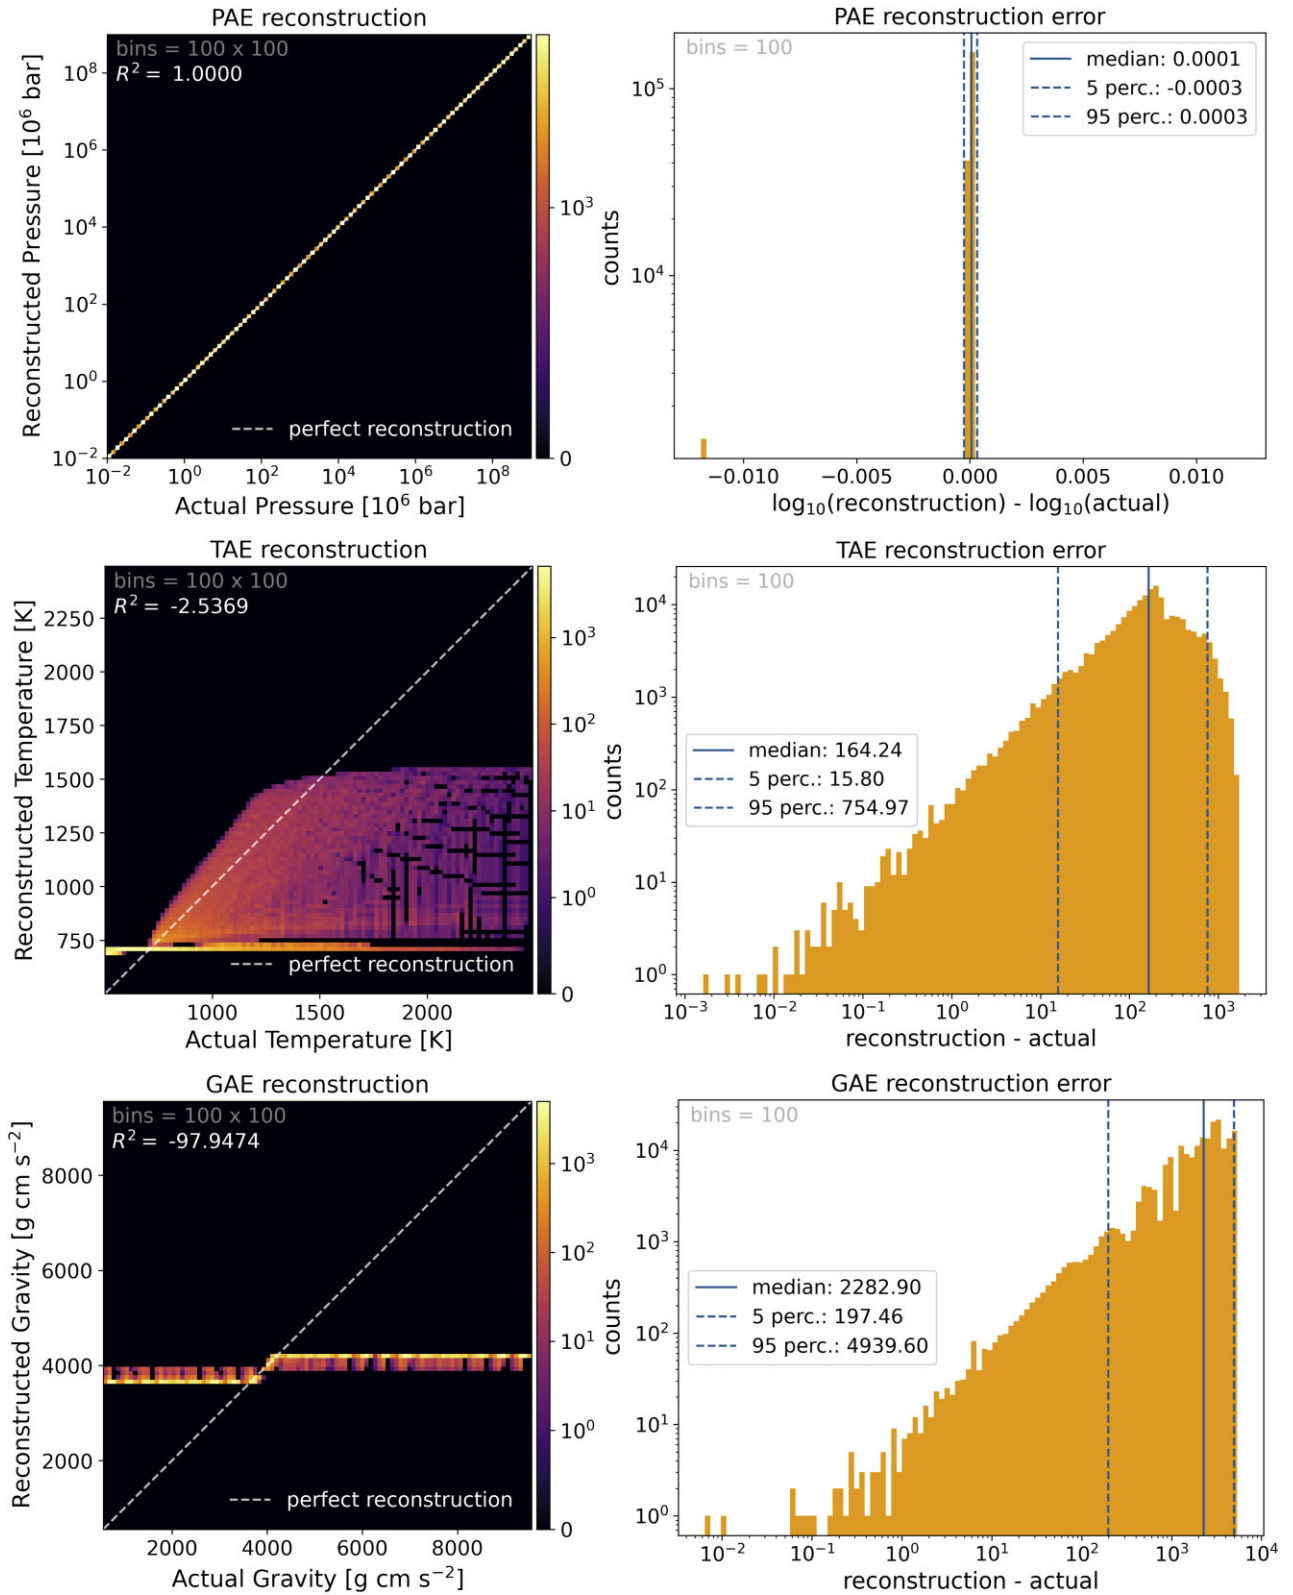 PAE reconstruction
bins = 100 x 100
R² = 1.0000
10⁸
10⁶
10⁴
10²
10⁰
10⁻²
Reconstructed Pressure [10⁶ bar]
perfect reconstruction
10⁻² 10⁰ 10² 10⁴ 10⁶ 10⁸
Actual Pressure [10⁶ bar]
10³
0
counts
PAE reconstruction error
bins = 100
median: 0.0001
5 perc.: -0.0003
95 perc.: 0.0003
10⁵
10⁴
−0.010 −0.005 0.000 0.005 0.010
log₁₀(reconstruction) - log₁₀(actual)
TAE reconstruction
bins = 100 x 100
R² = -2.5369
2250
2000
1750
1500
1250
1000
750
Reconstructed Temperature [K]
perfect reconstruction
1000 1500 2000
Actual Temperature [K]
10³
10²
10¹
10⁰
0
counts
TAE reconstruction error
bins = 100
median: 164.24
5 perc.: 15.80
95 perc.: 754.97
10⁴
10³
10²
10¹
10⁰
10⁻³ 10⁻² 10⁻¹ 10⁰ 10¹ 10² 10³
reconstruction - actual
GAE reconstruction
bins = 100 x 100
R² = -97.9474
8000
6000
4000
2000
Reconstructed Gravity [g cm s⁻²]
perfect reconstruction
2000 4000 6000 8000
Actual Gravity [g cm s⁻²]
10³
10²
10¹
10⁰
0
counts
GAE reconstruction error
bins = 100
median: 2282.90
5 perc.: 197.46
95 perc.: 4939.60
10⁴
10³
10²
10¹
10⁰
10⁻² 10⁻¹ 10⁰ 10¹ 10² 10³ 10⁴
reconstruction - actual